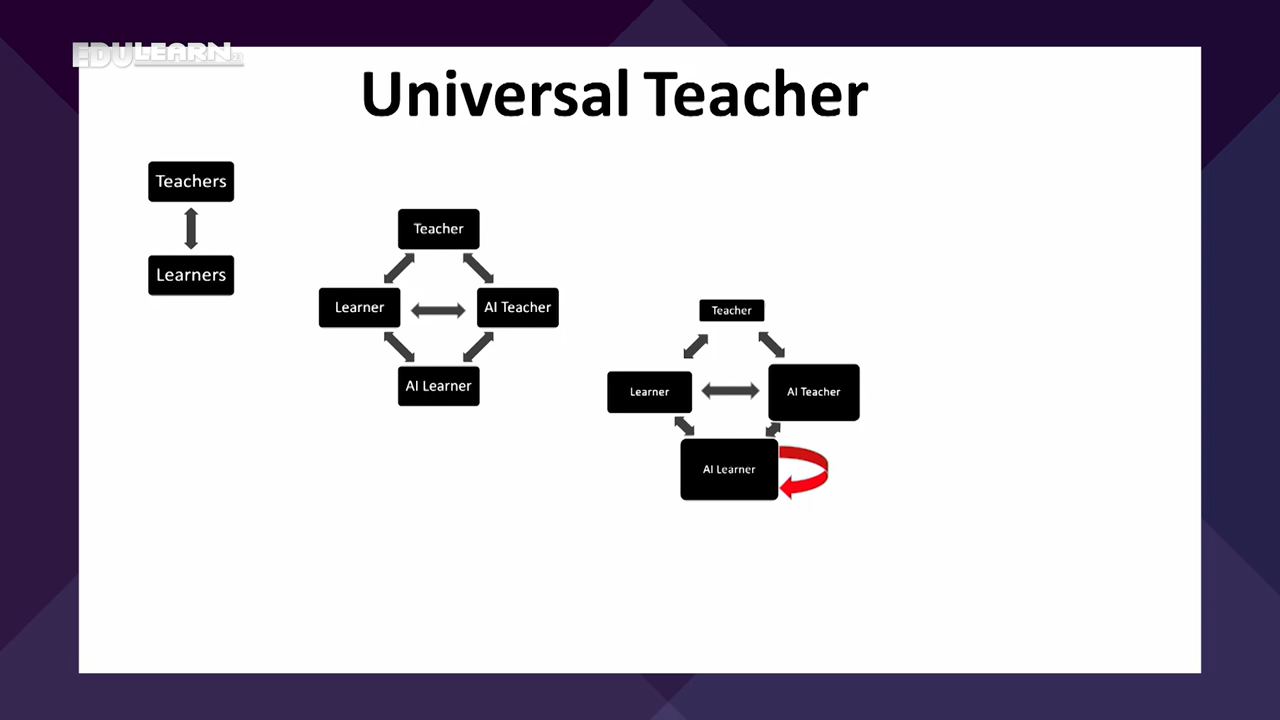 EDULEARN
Universal Teacher
Teachers
Learners
Teacher
Learner
AI Teacher
AI Learner
Teacher
Learner
AI Teacher
AI Learner